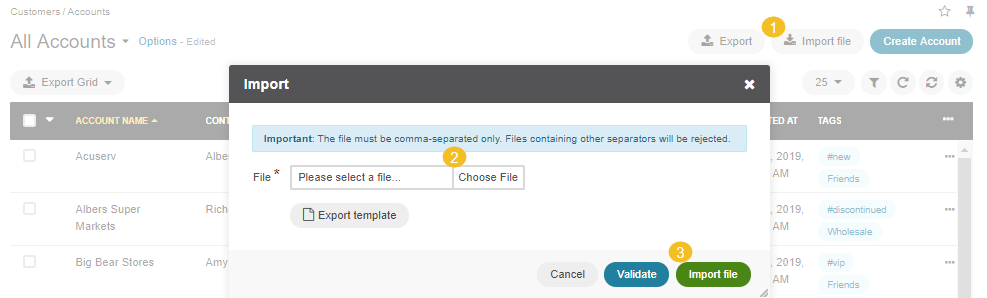 Customers / Accounts
All Accounts Options - Edited
1
Export Import file Create Account
Export Grid 25
Import
ACCOUNT NAME CONT TED AT TAGS
Important: The file must be comma-separated only. Files containing other separators will be rejected.
Acuserv Albe , 2019, AM #new Friends
2
File * Please select a file... Choose File
Export template
Albers Super Markets Richa , 2019, AM #discontinued Wholesale
3
Cancel Validate Import file
Big Bear Stores Amy , 2019, AM #vip Friends